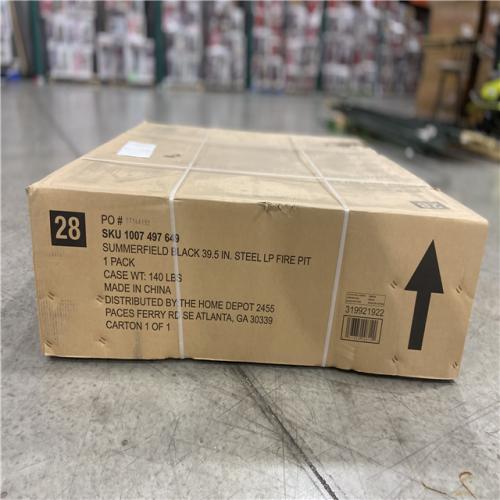 28
PO #
SKU 1007 497 649
SUMMERFIELD BLACK 39.5 IN. STEEL LP FIRE PIT
1 PACK
CASE WT: 140 LBS
MADE IN CHINA
DISTRIBUTED BY THE HOME DEPOT 2455
PACES FERRY RD SE ATLANTA, GA 30339
CARTON 1 OF 1
319921922
28